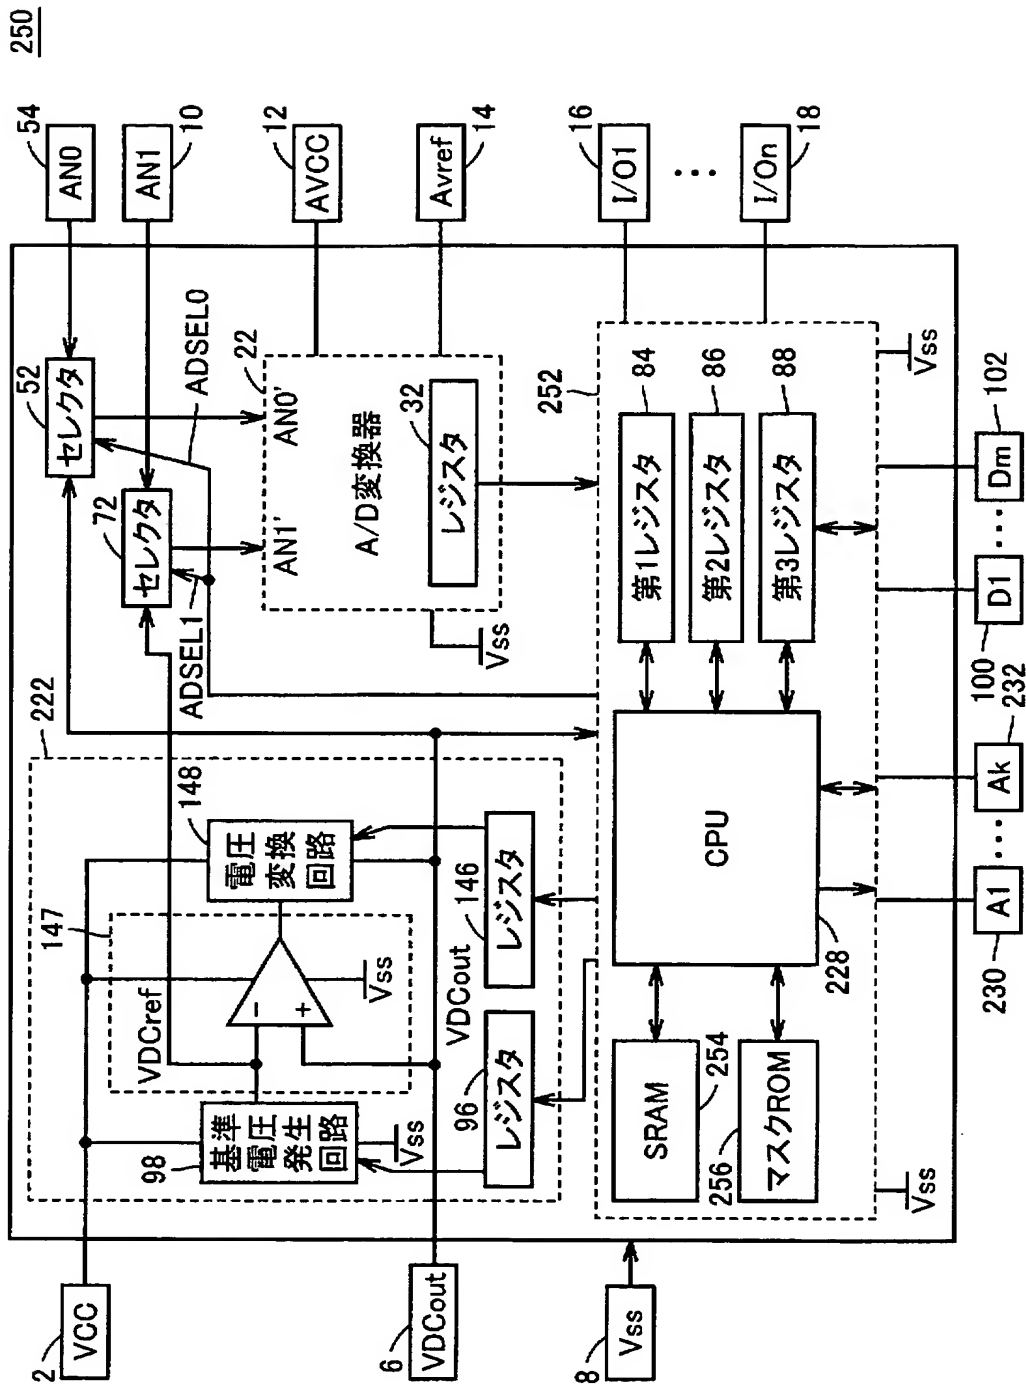 250
2
VCC
6
VDCout
8
Vss
222
98
基準
電圧
発生
回路
Vss
VDCref
147
-
+
Vss
148
電圧
変換
回路
VDCout
96
レジスタ
146
レジスタ
72
セレクタ
52
セレクタ
ADSEL1
ADSEL0
54
AN0
10
AN1
12
AVCC
14
Avref
16
I/O1
...
18
I/On
22
AN1'
AN0'
A/D変換器
32
レジスタ
Vss
252
SRAM
254
256
マスクROM
CPU
228
第1レジスタ
84
第2レジスタ
86
第3レジスタ
88
Vss
Vss
230
A1
...
Ak
232
100
D1
...
Dm
102